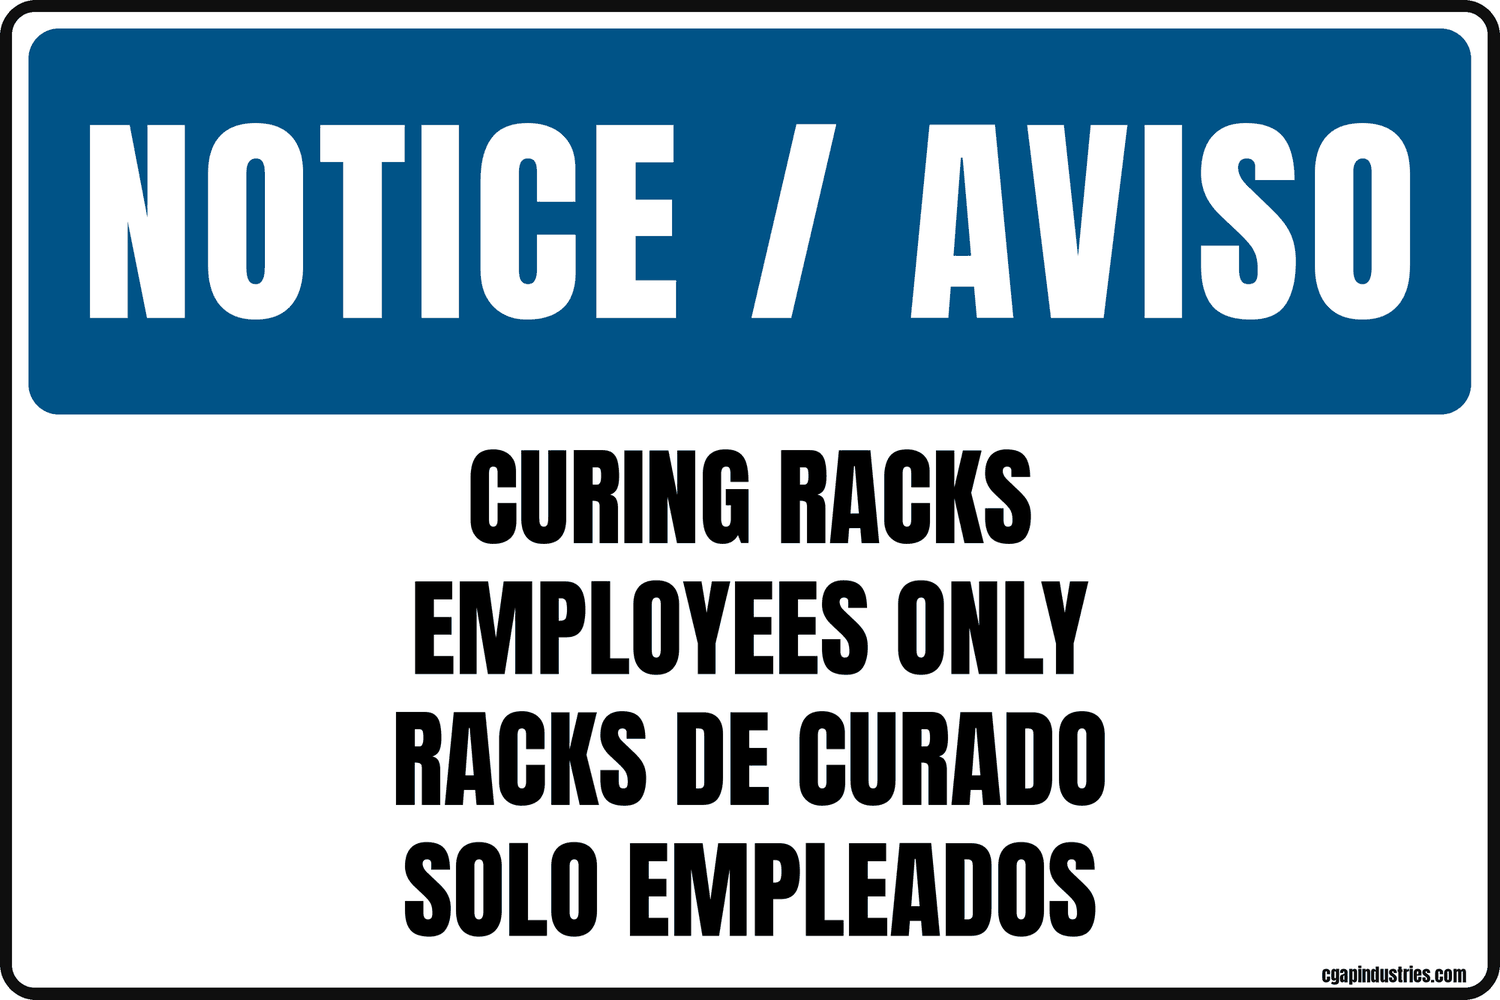 NOTICE / AVISO
CURING RACKS
EMPLOYEES ONLY
RACKS DE CURADO
SOLO EMPLEADOS
cgapindustries.com